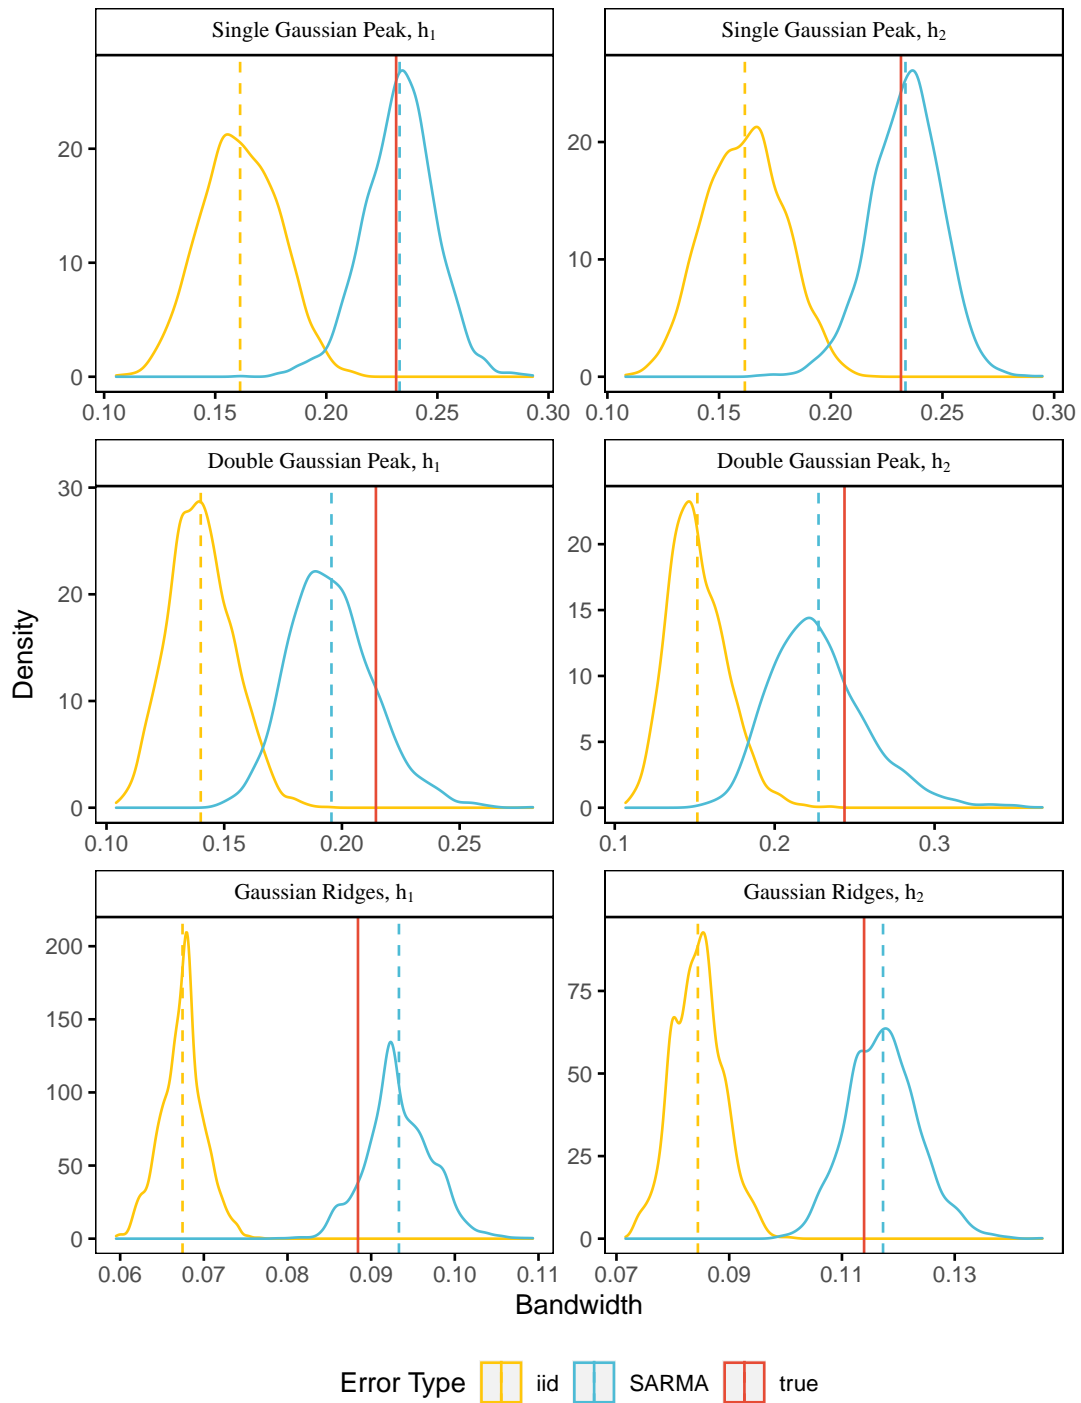 Single Gaussian Peak, h₁
Single Gaussian Peak, h₂
20
10
0
0.10 0.15 0.20 0.25 0.30
20
10
0
0.10 0.15 0.20 0.25 0.30
Double Gaussian Peak, h₁
Double Gaussian Peak, h₂
30
20
10
0
0.10 0.15 0.20 0.25
20
15
10
5
0
0.1 0.2 0.3
Density
Gaussian Ridges, h₁
Gaussian Ridges, h₂
200
150
100
50
0
0.06 0.07 0.08 0.09 0.10 0.11
75
50
25
0
0.07 0.09 0.11 0.13
Bandwidth
Error Type iid SARMA true